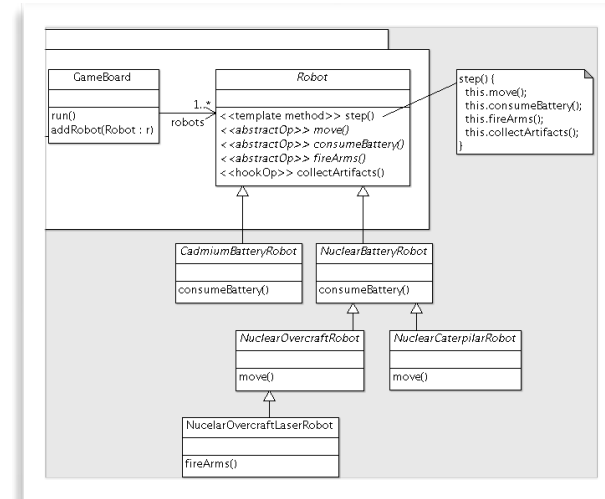 GameBoard
run()
addRobot(Robot : r)
1..*
robots
Robot
<<template method>> step()
<<abstractOp>> move()
<<abstractOp>> consumeBattery()
<<abstractOp>> fireArms()
<<hookOp>> collectArtifacts()
step() {
this.move();
this.consumeBattery();
this.fireArms();
this.collectArtifacts();
}
CadmiumBatteryRobot
consumeBattery()
NuclearBatteryRobot
consumeBattery()
NuclearOvercraftRobot
move()
NuclearCaterpilarRobot
move()
NucelarOvercraftLaserRobot
fireArms()